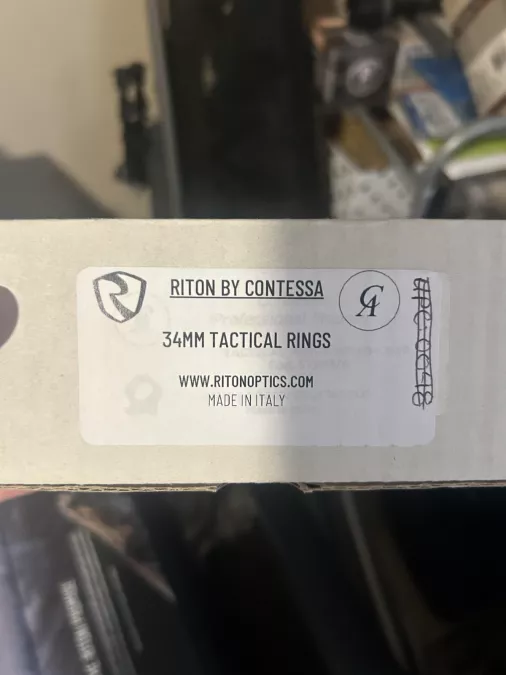 RITON BY CONTESSA
34MM TACTICAL RINGS
WWW.RITONOPTICS.COM
MADE IN ITALY
R
CA